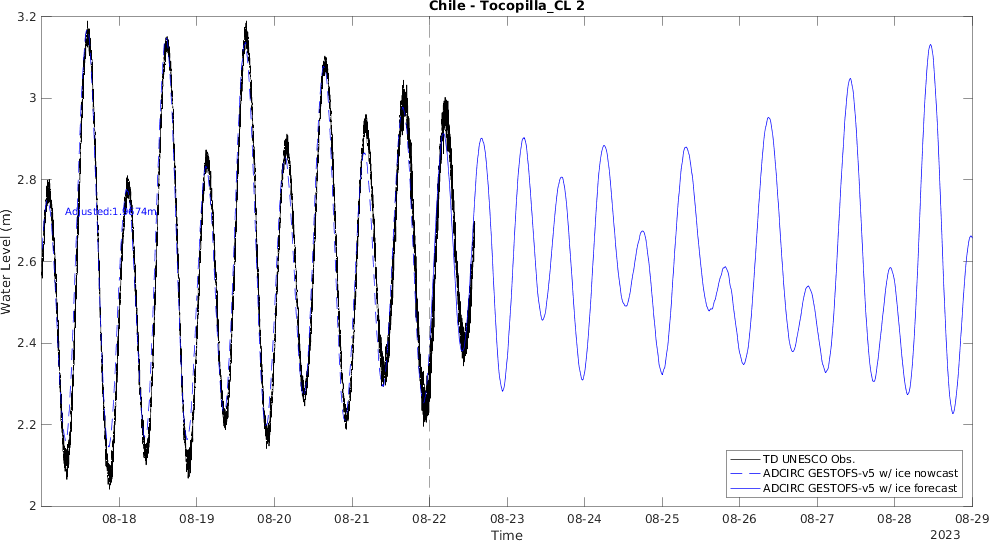 Chile - Tocopilla_CL 2
3.2
3
2.8
2.6
2.4
2.2
2
Water Level (m)
08-18 08-19 08-20 08-21 08-22 08-23 08-24 08-25 08-26 08-27 08-28 08-29
Time
2023
TD UNESCO Obs.
ADCIRC GESTOFS-v5 w/ ice nowcast
ADCIRC GESTOFS-v5 w/ ice forecast